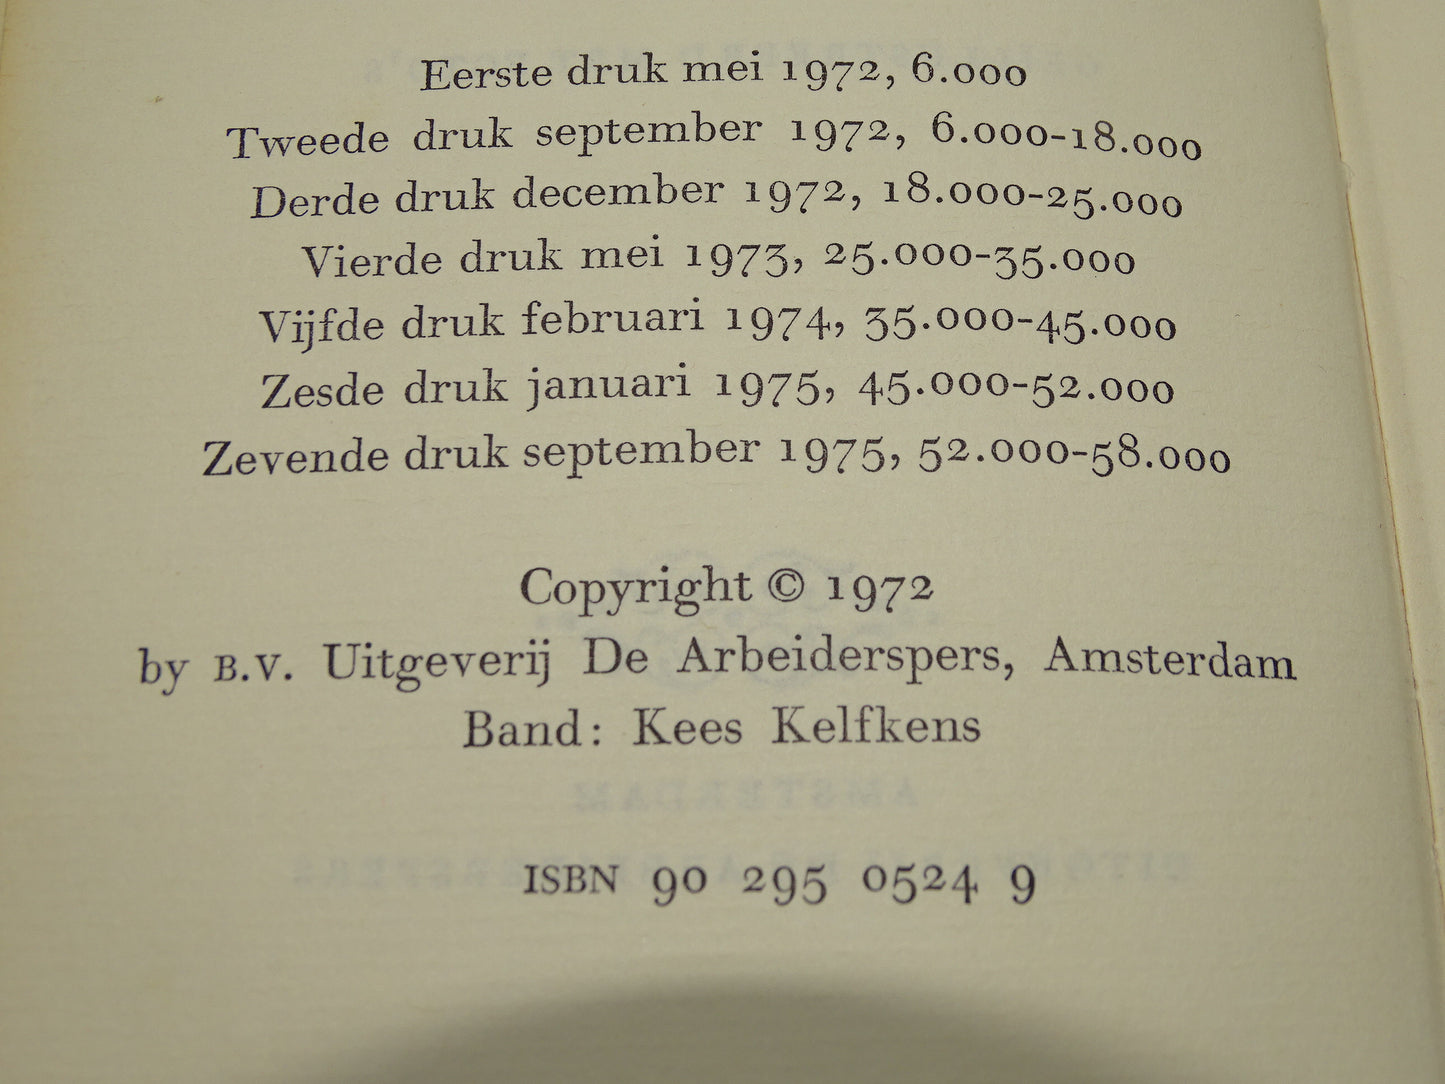 Eerste druk mei 1972, 6.000
Tweede druk september 1972, 6.000-18.000
Derde druk december 1972, 18.000-25.000
Vierde druk mei 1973, 25.000-35.000
Vijfde druk februari 1974, 35.000-45.000
Zesde druk januari 1975, 45.000-52.000
Zevende druk september 1975, 52.000-58.000
Copyright © 1972
by B.V. Uitgeverij De Arbeiderspers, Amsterdam
Band: Kees Kelfkens
AMSTERDAM
ISBN 90 295 0524 9